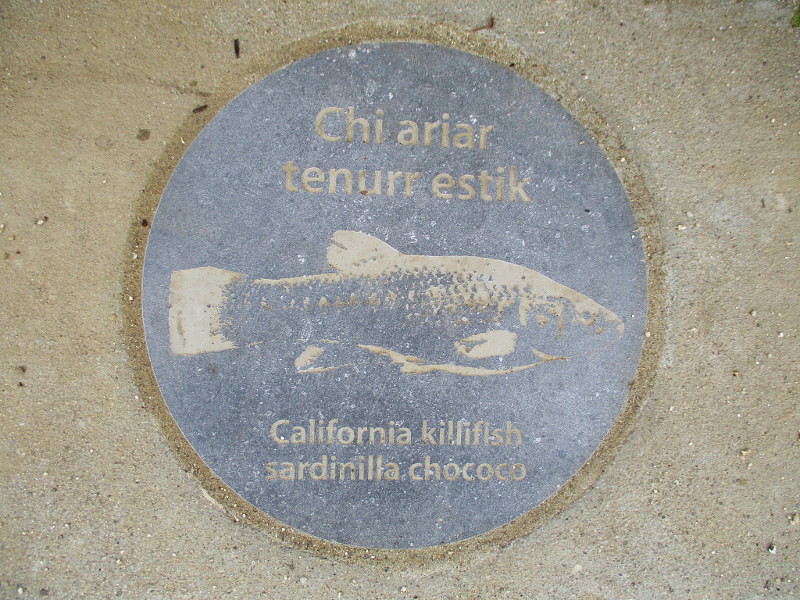 Chi ariar
tenurr estik
California killifish
sardinilla chococo